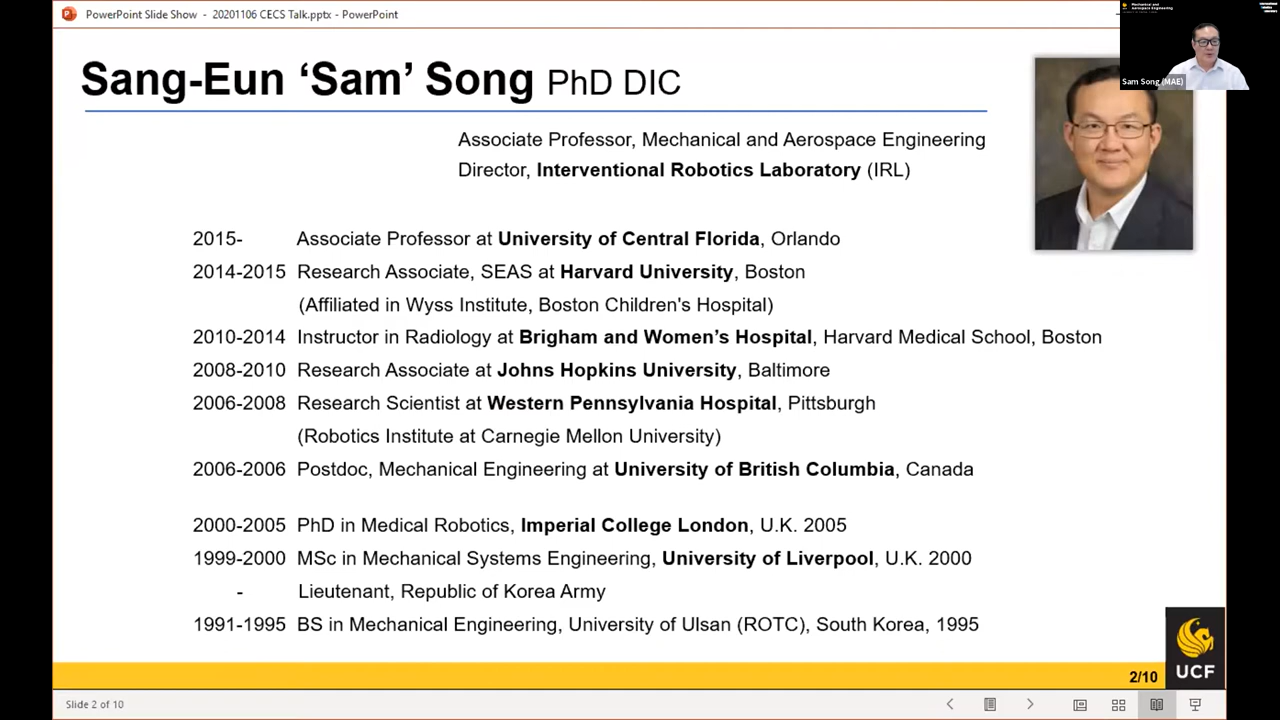 PowerPoint Slide Show - 20201106 CECS Talk.pptx - PowerPoint
Mechanical and
Aerospace Engineering
Sam Song (MAE)
Sang-Eun ‘Sam’ Song PhD DIC
Associate Professor, Mechanical and Aerospace Engineering
Director, Interventional Robotics Laboratory (IRL)
2015- Associate Professor at University of Central Florida, Orlando
2014-2015 Research Associate, SEAS at Harvard University, Boston
(Affiliated in Wyss Institute, Boston Children's Hospital)
2010-2014 Instructor in Radiology at Brigham and Women’s Hospital, Harvard Medical School, Boston
2008-2010 Research Associate at Johns Hopkins University, Baltimore
2006-2008 Research Scientist at Western Pennsylvania Hospital, Pittsburgh
(Robotics Institute at Carnegie Mellon University)
2006-2006 Postdoc, Mechanical Engineering at University of British Columbia, Canada
2000-2005 PhD in Medical Robotics, Imperial College London, U.K. 2005
1999-2000 MSc in Mechanical Systems Engineering, University of Liverpool, U.K. 2000
- Lieutenant, Republic of Korea Army
1991-1995 BS in Mechanical Engineering, University of Ulsan (ROTC), South Korea, 1995
2/10
UCF
Slide 2 of 10